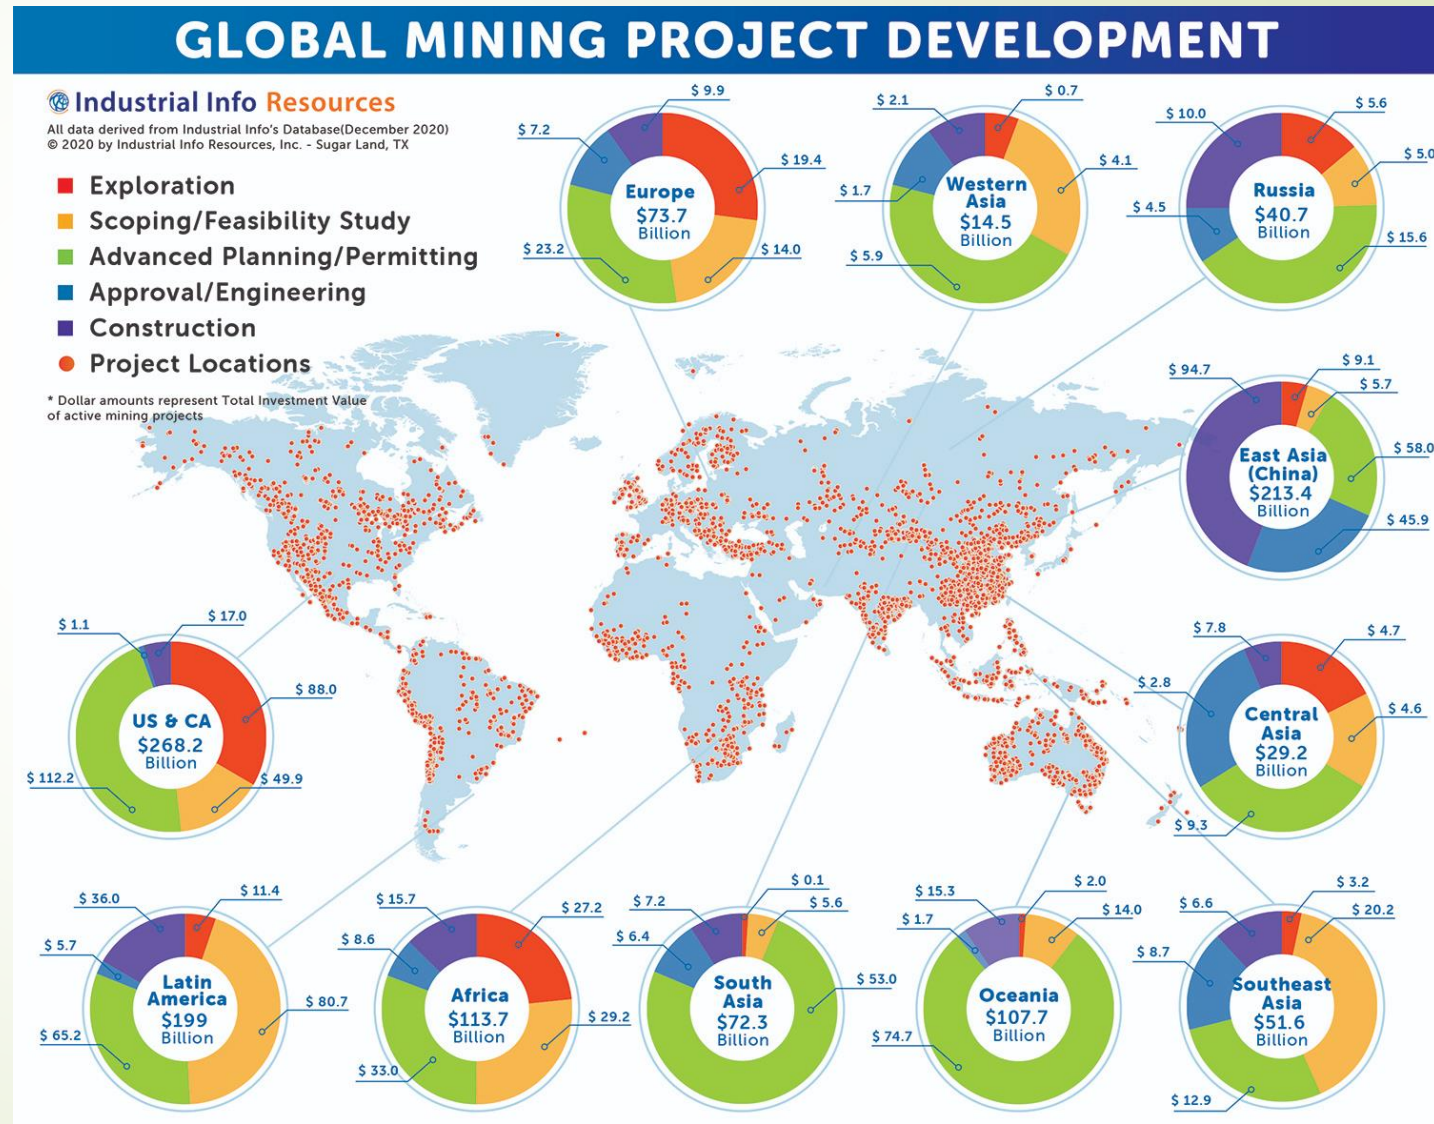 GLOBAL MINING PROJECT DEVELOPMENT
Industrial Info Resources
All data derived from Industrial Info's Database(December 2020)
© 2020 by Industrial Info Resources, Inc. - Sugar Land, TX
Exploration
Scoping/Feasibility Study
Advanced Planning/Permitting
Approval/Engineering
Construction
Project Locations
* Dollar amounts represent Total Investment Value
of active mining projects
$ 9.9
$ 7.2
$ 19.4
Europe
$73.7
Billion
$ 23.2
$ 14.0
$ 2.1
$ 0.7
$ 4.1
$ 1.7
Western
Asia
$14.5
Billion
$ 5.9
$ 10.0
$ 5.6
$ 5.0
$ 4.5
Russia
$40.7
Billion
$ 15.6
$ 94.7
$ 9.1
$ 5.7
East Asia
(China)
$213.4
Billion
$ 58.0
$ 45.9
$ 1.1
$ 17.0
$ 88.0
US & CA
$268.2
Billion
$ 112.2
$ 49.9
$ 7.8
$ 4.7
$ 2.8
$ 4.6
Central
Asia
$29.2
Billion
$ 9.3
$ 36.0
$ 11.4
$ 5.7
Latin
America
$199
Billion
$ 80.7
$ 65.2
$ 15.7
$ 27.2
$ 8.6
Africa
$113.7
Billion
$ 29.2
$ 33.0
$ 7.2
$ 0.1
$ 5.6
$ 6.4
South
Asia
$72.3
Billion
$ 53.0
$ 15.3
$ 2.0
$ 1.7
$ 14.0
Oceania
$107.7
Billion
$ 74.7
$ 6.6
$ 3.2
$ 20.2
$ 8.7
Southeast
Asia
$51.6
Billion
$ 12.9